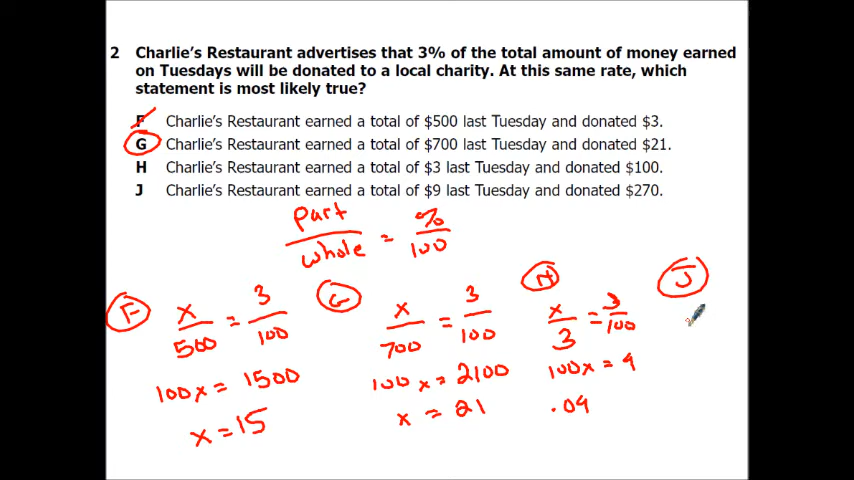 2 Charlie's Restaurant advertises that 3% of the total amount of money earned
on Tuesdays will be donated to a local charity. At this same rate, which
statement is most likely true?
F Charlie's Restaurant earned a total of $500 last Tuesday and donated $3.
G Charlie's Restaurant earned a total of $700 last Tuesday and donated $21.
H Charlie's Restaurant earned a total of $3 last Tuesday and donated $100.
J Charlie's Restaurant earned a total of $9 last Tuesday and donated $270.
part/whole = %/100
F
x/500 = 3/100
100x = 1500
x = 15
G
x/700 = 3/100
100x = 2100
x = 21
H
x/3 = 3/100
100x = 9
.09
J